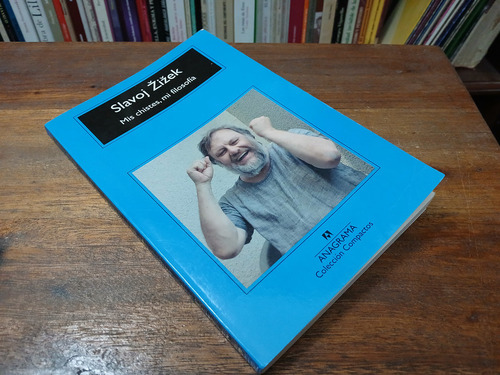 Slavoj Žižek
Mis chistes, mi filosofía
ANAGRAMA
Colección Compactos